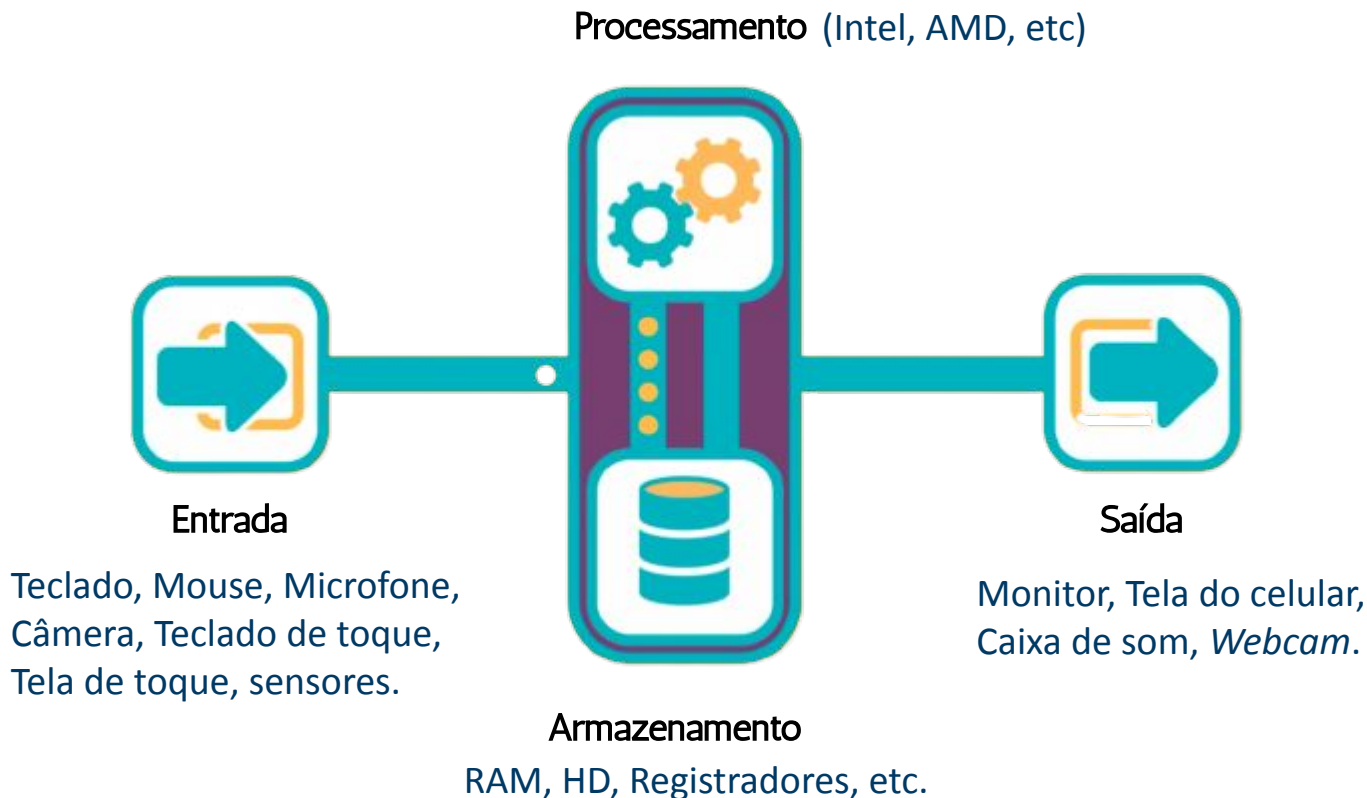 Processamento (Intel, AMD, etc)
Entrada
Teclado, Mouse, Microfone,
Câmera, Teclado de toque,
Tela de toque, sensores.
Saída
Monitor, Tela do celular,
Caixa de som, Webcam.
Armazenamento
RAM, HD, Registradores, etc.